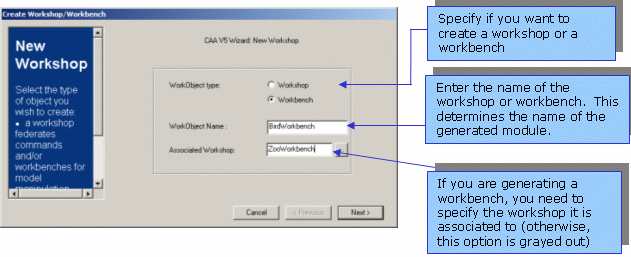 Create Workshop/Workbench
New
Workshop
Select the type
of object you
wish to create:
• a workshop
federates
commands
and/or
workbenches for
model
manipulation
CAA V5 Wizard: New Workshop
WorkObject type:
Workshop
Workbench
WorkObject Name :
BirdWorkbench
Associated Workshop:
ZooWorkbench
Cancel
< Previous
Next >
Specify if you want to
create a workshop or a
workbench
Enter the name of the
workshop or workbench. This
determines the name of the
generated module.
If you are generating a
workbench, you need to
specify the workshop it is
associated to (otherwise,
this option is grayed out)